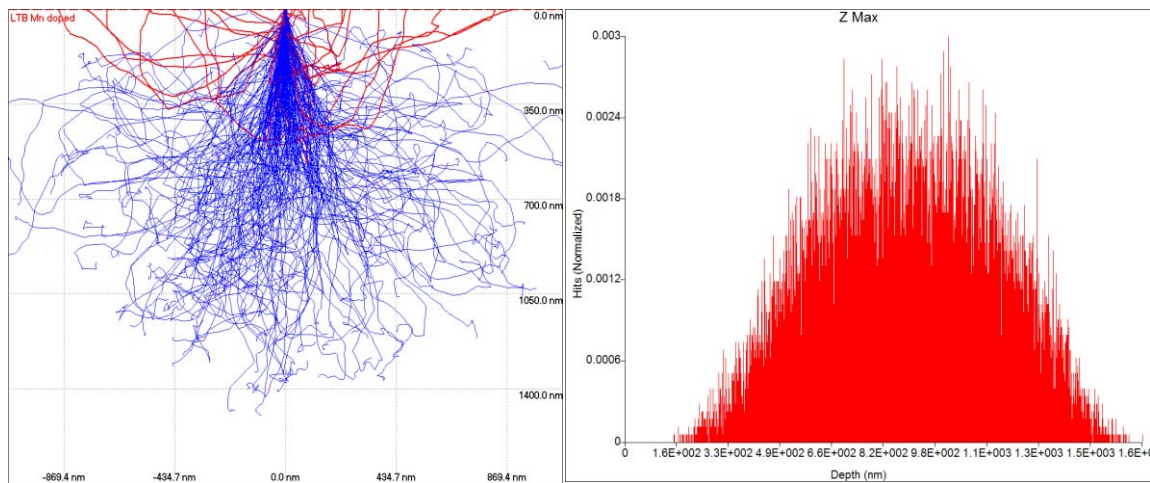 LTB Mn doped
0.0 nm
350.0 nm
700.0 nm
1050.0 nm
1400.0 nm
-869.4 nm -434.7 nm 0.0 nm 434.7 nm 869.4 nm
Z Max
0.003
0.0024
0.0018
0.0012
0.0006
0
Hits (Normalized)
0 1.6E+002 3.3E+002 4.9E+002 6.6E+002 8.2E+002 9.8E+002 1.1E+003 1.3E+003 1.5E+003 1.6E+0
Depth (nm)